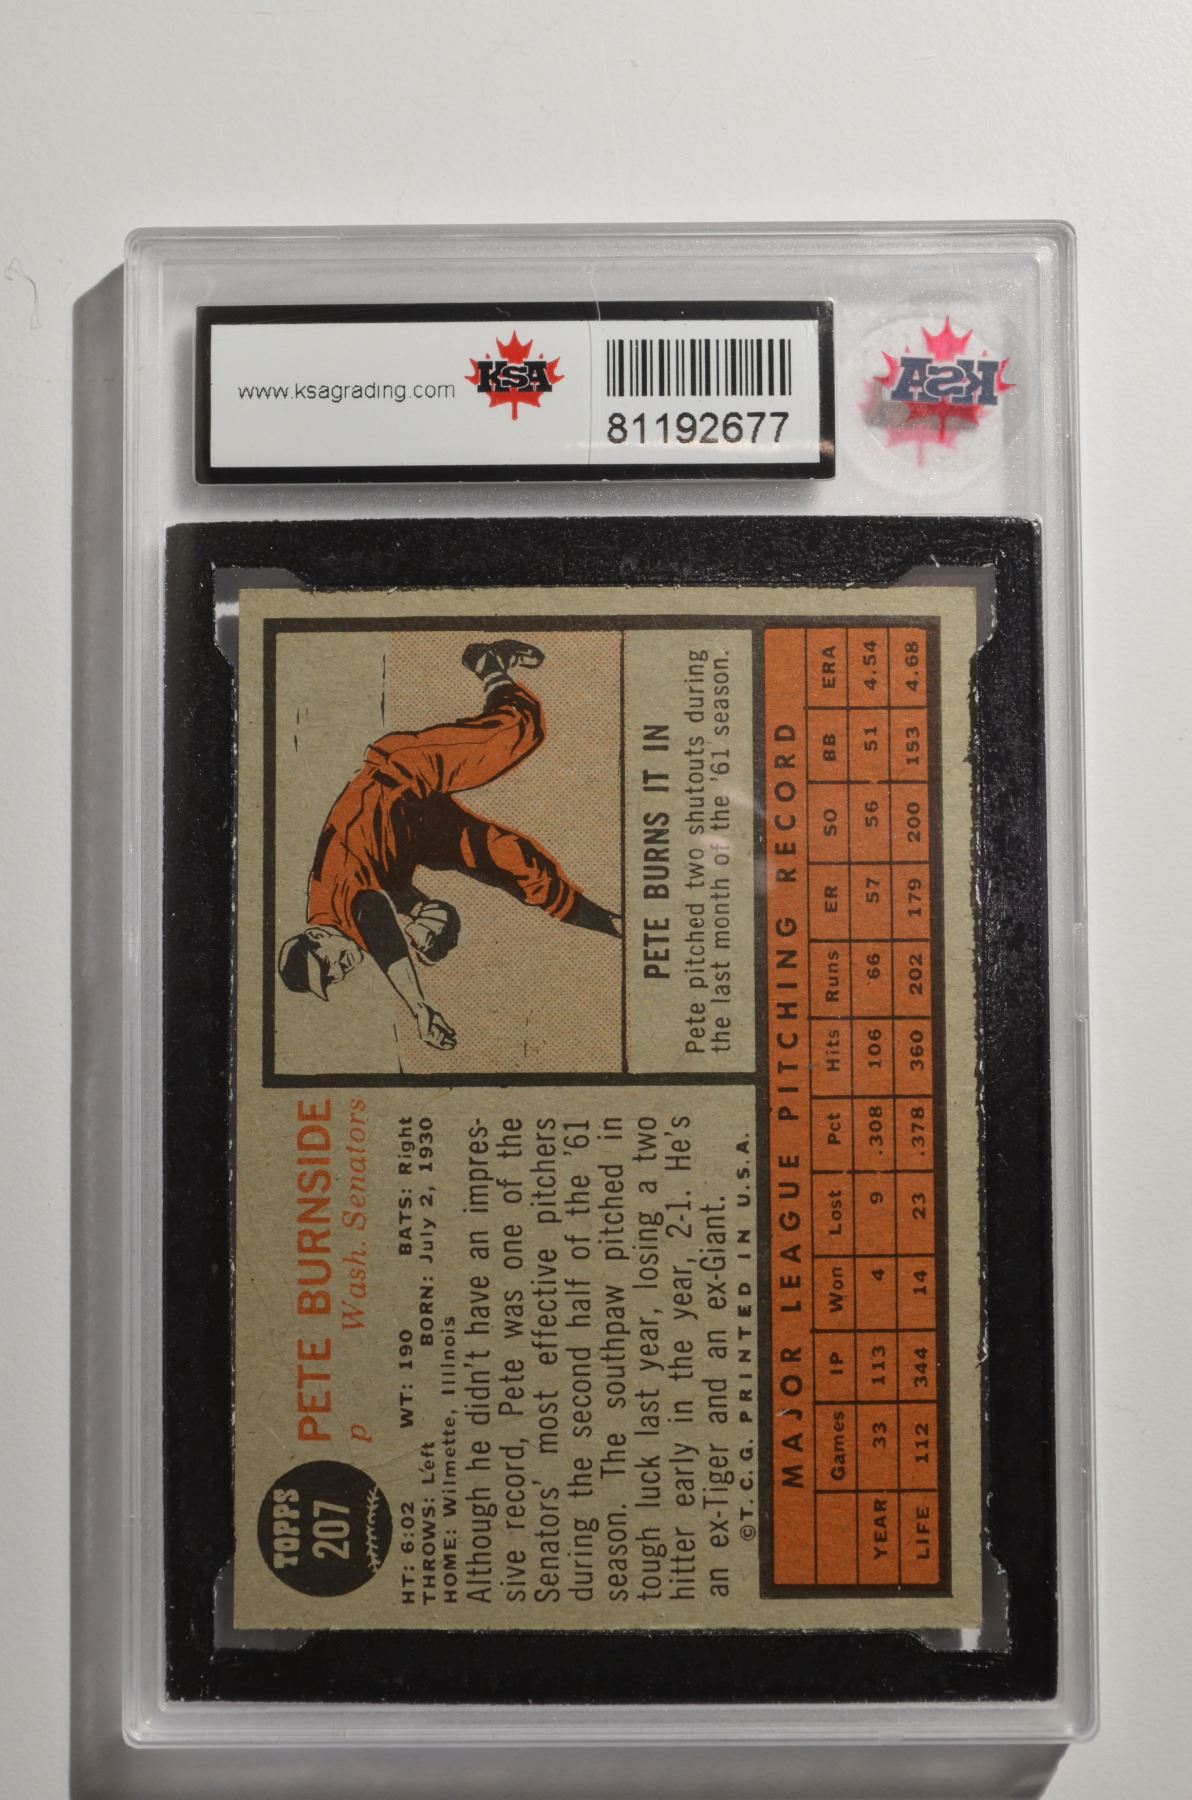 www.ksagrading.com
KSA
81192677
KSA
TOPPS
207
PETE BURNSIDE
p Wash. Senators
HT: 6:02 WT: 190 BATS: Right
THROWS: Left BORN: July 2, 1930
HOME: Wilmette, Illinois
Although he didn't have an impres-
sive record, Pete was one of the
Senators' most effective pitchers
during the second half of the '61
season. The southpaw pitched in
tough luck last year, losing a two
hitter early in the year, 2-1. He's
an ex-Tiger and an ex-Giant.
©T. C. G. PRINTED IN U.S.A.
PETE BURNS IT IN
Pete pitched two shutouts during
the last month of the '61 season.
MAJOR LEAGUE PITCHING RECORD
Games IP Won Lost Pct Hits Runs ER SO BB ERA
YEAR 33 113 4 9 .308 106 66 57 56 51 4.54
LIFE 112 344 14 23 .378 360 202 179 200 153 4.68